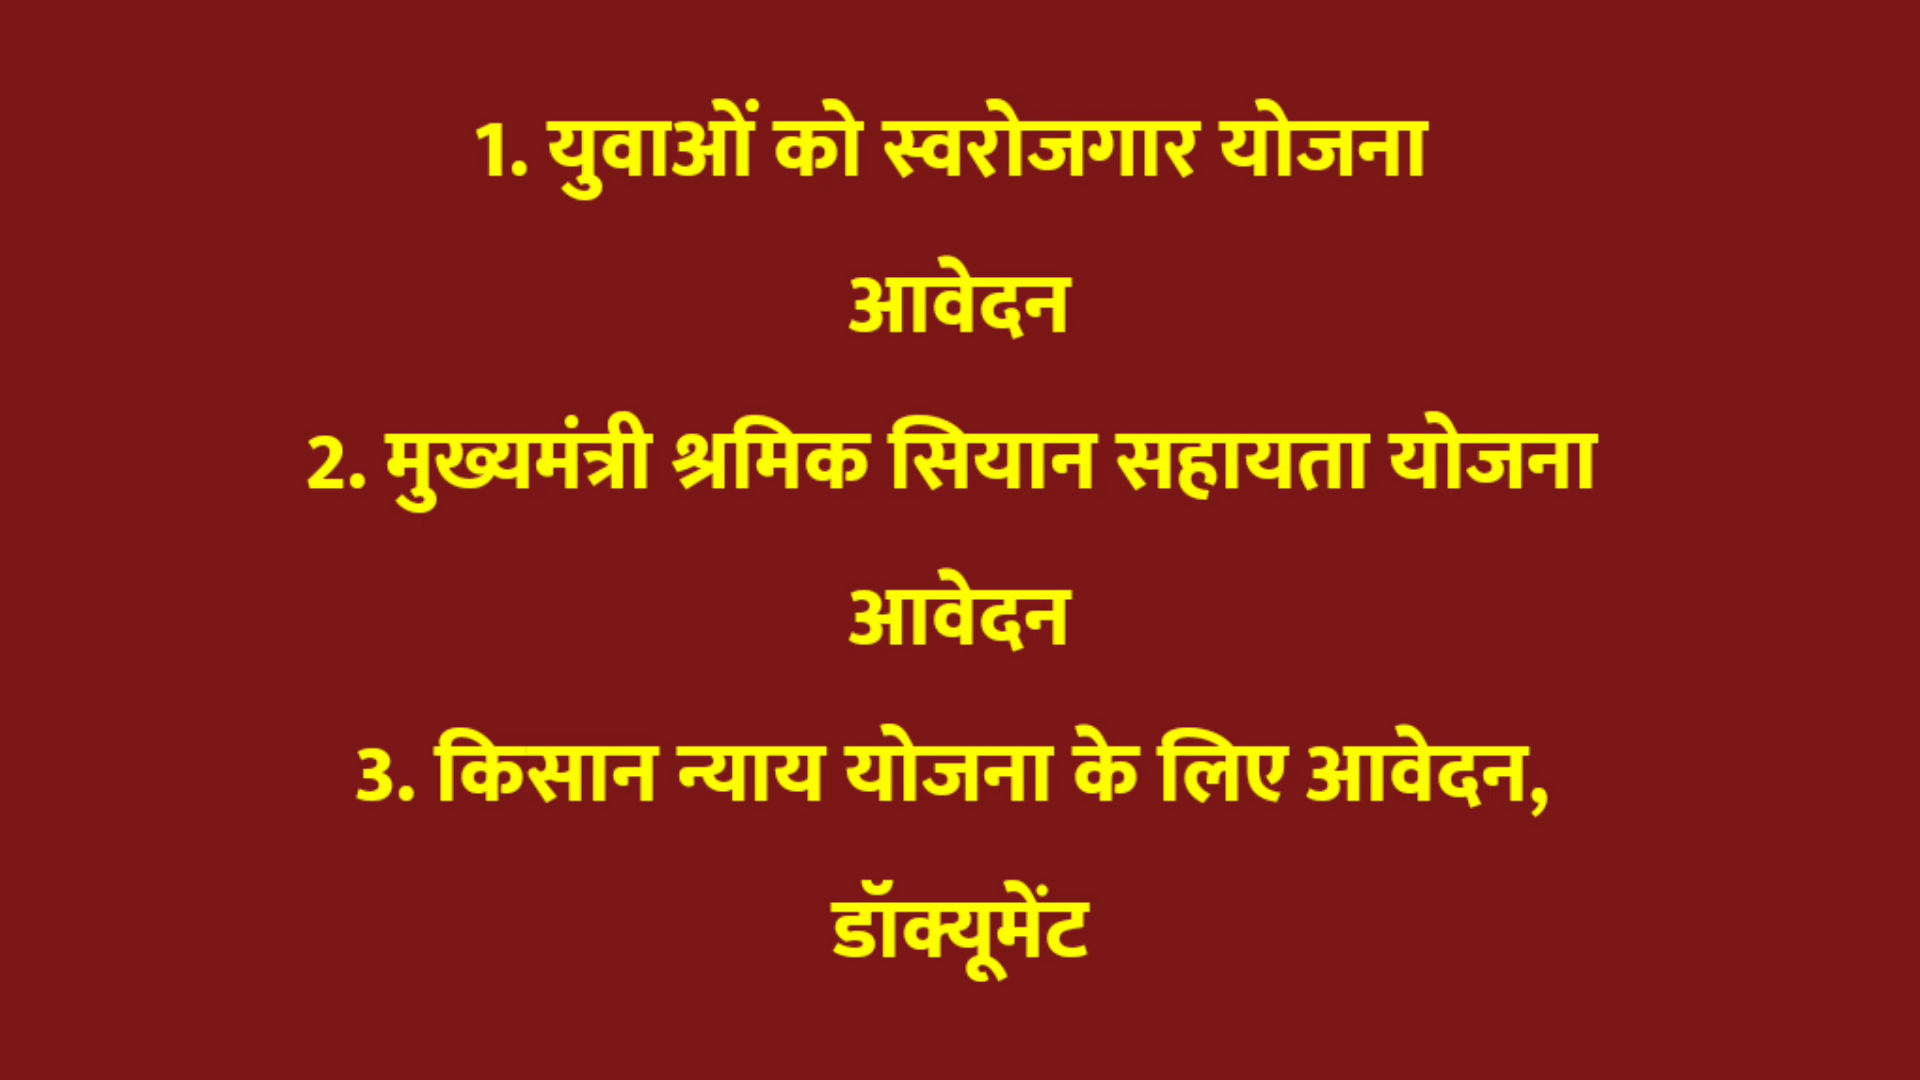 1. युवाओं को स्वरोजगार योजना
आवेदन
2. मुख्यमंत्री श्रमिक सियान सहायता योजना
आवेदन
3. किसान न्याय योजना के लिए आवेदन,
डॉक्यूमेंट